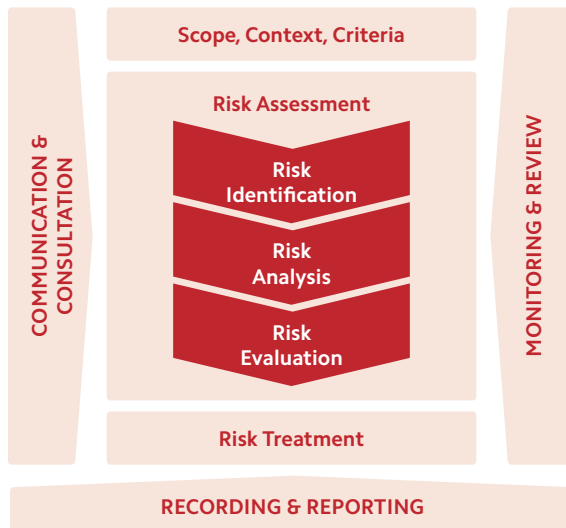 Scope, Context, Criteria
COMMUNICATION &
CONSULTATION
Risk Assessment
Risk
Identification
Risk
Analysis
Risk
Evaluation
MONITORING & REVIEW
Risk Treatment
RECORDING & REPORTING